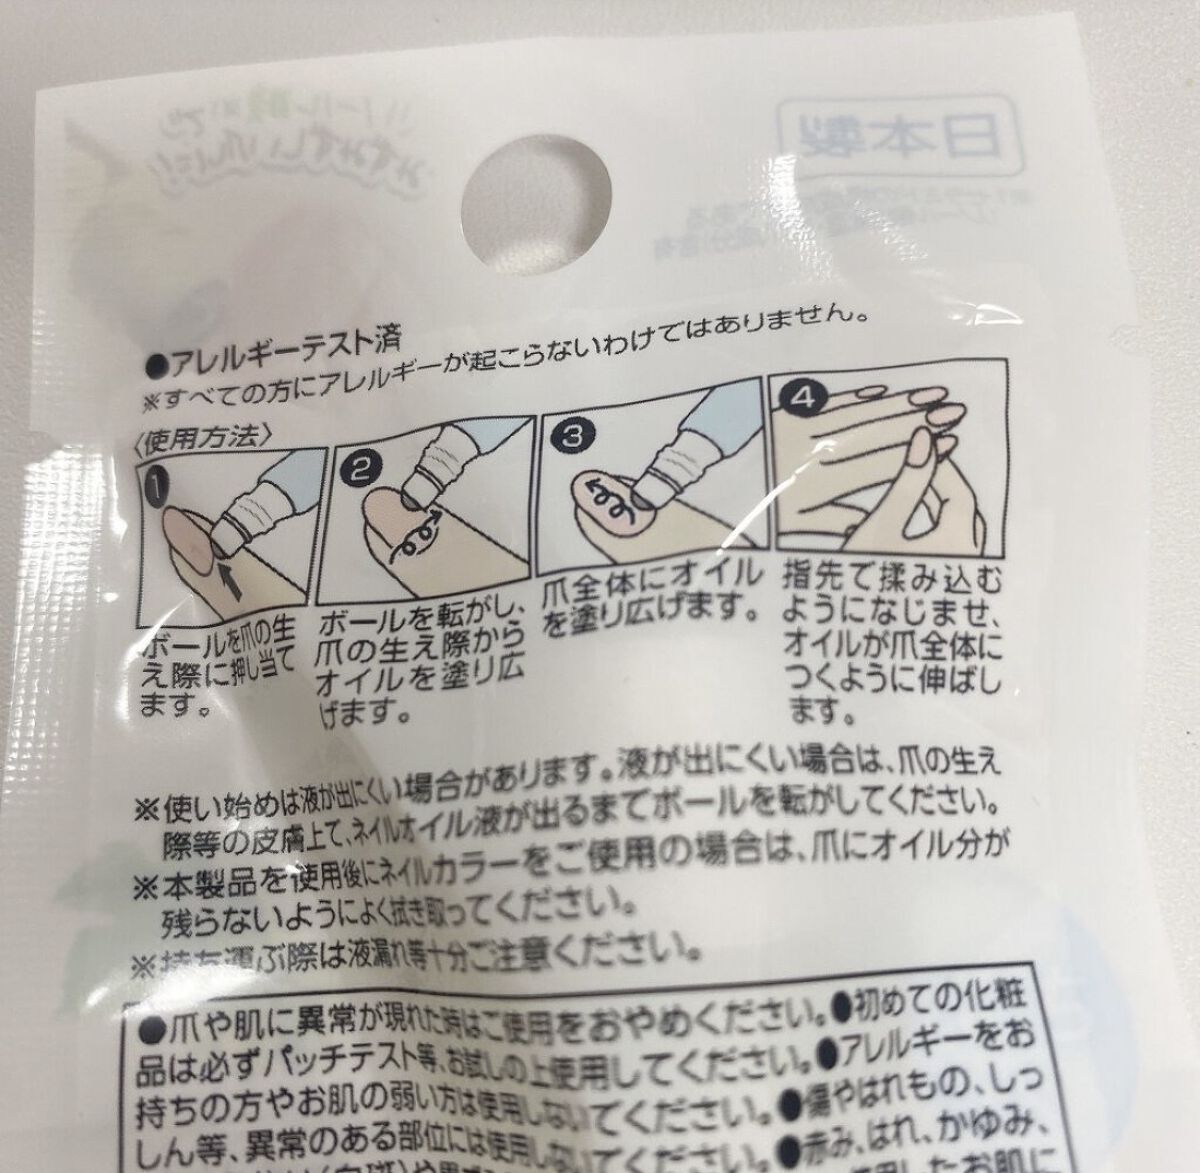 日本製
●アレルギーテスト済
※すべての方にアレルギーが起こらないわけではありません。
〈使用方法〉
1
2
3
4
ボールを爪の生
え際に押し当て
ます。
ボールを転がし、
爪の生え際から
オイルを塗り広
げます。
爪全体にオイル
を塗り広げます。
指先で揉み込む
ようになじませ、
オイルが爪全体に
つくように伸ばし
ます。
※使い始めは液が出にくい場合があります。液が出にくい場合は、爪の生え
際等の皮膚上で、ネイルオイル液が出るまでボールを転がしてください。
※本製品を使用後にネイルカラーをご使用の場合は、爪にオイル分が
残らないようによく拭き取ってください。
※持ち運ぶ際は液漏れ等十分ご注意ください。
●爪や肌に異常が現れた時はご使用をおやめください。●初めての化粧
品は必ずパッチテスト等、お試しの上使用してください。●アレルギーをお
持ちの方やお肌の弱い方は使用しないでください。●傷やはれもの、しっ
しん等、異常のある部位には使用しないでください。●赤み、はれ、かゆみ、
使用したお肌に